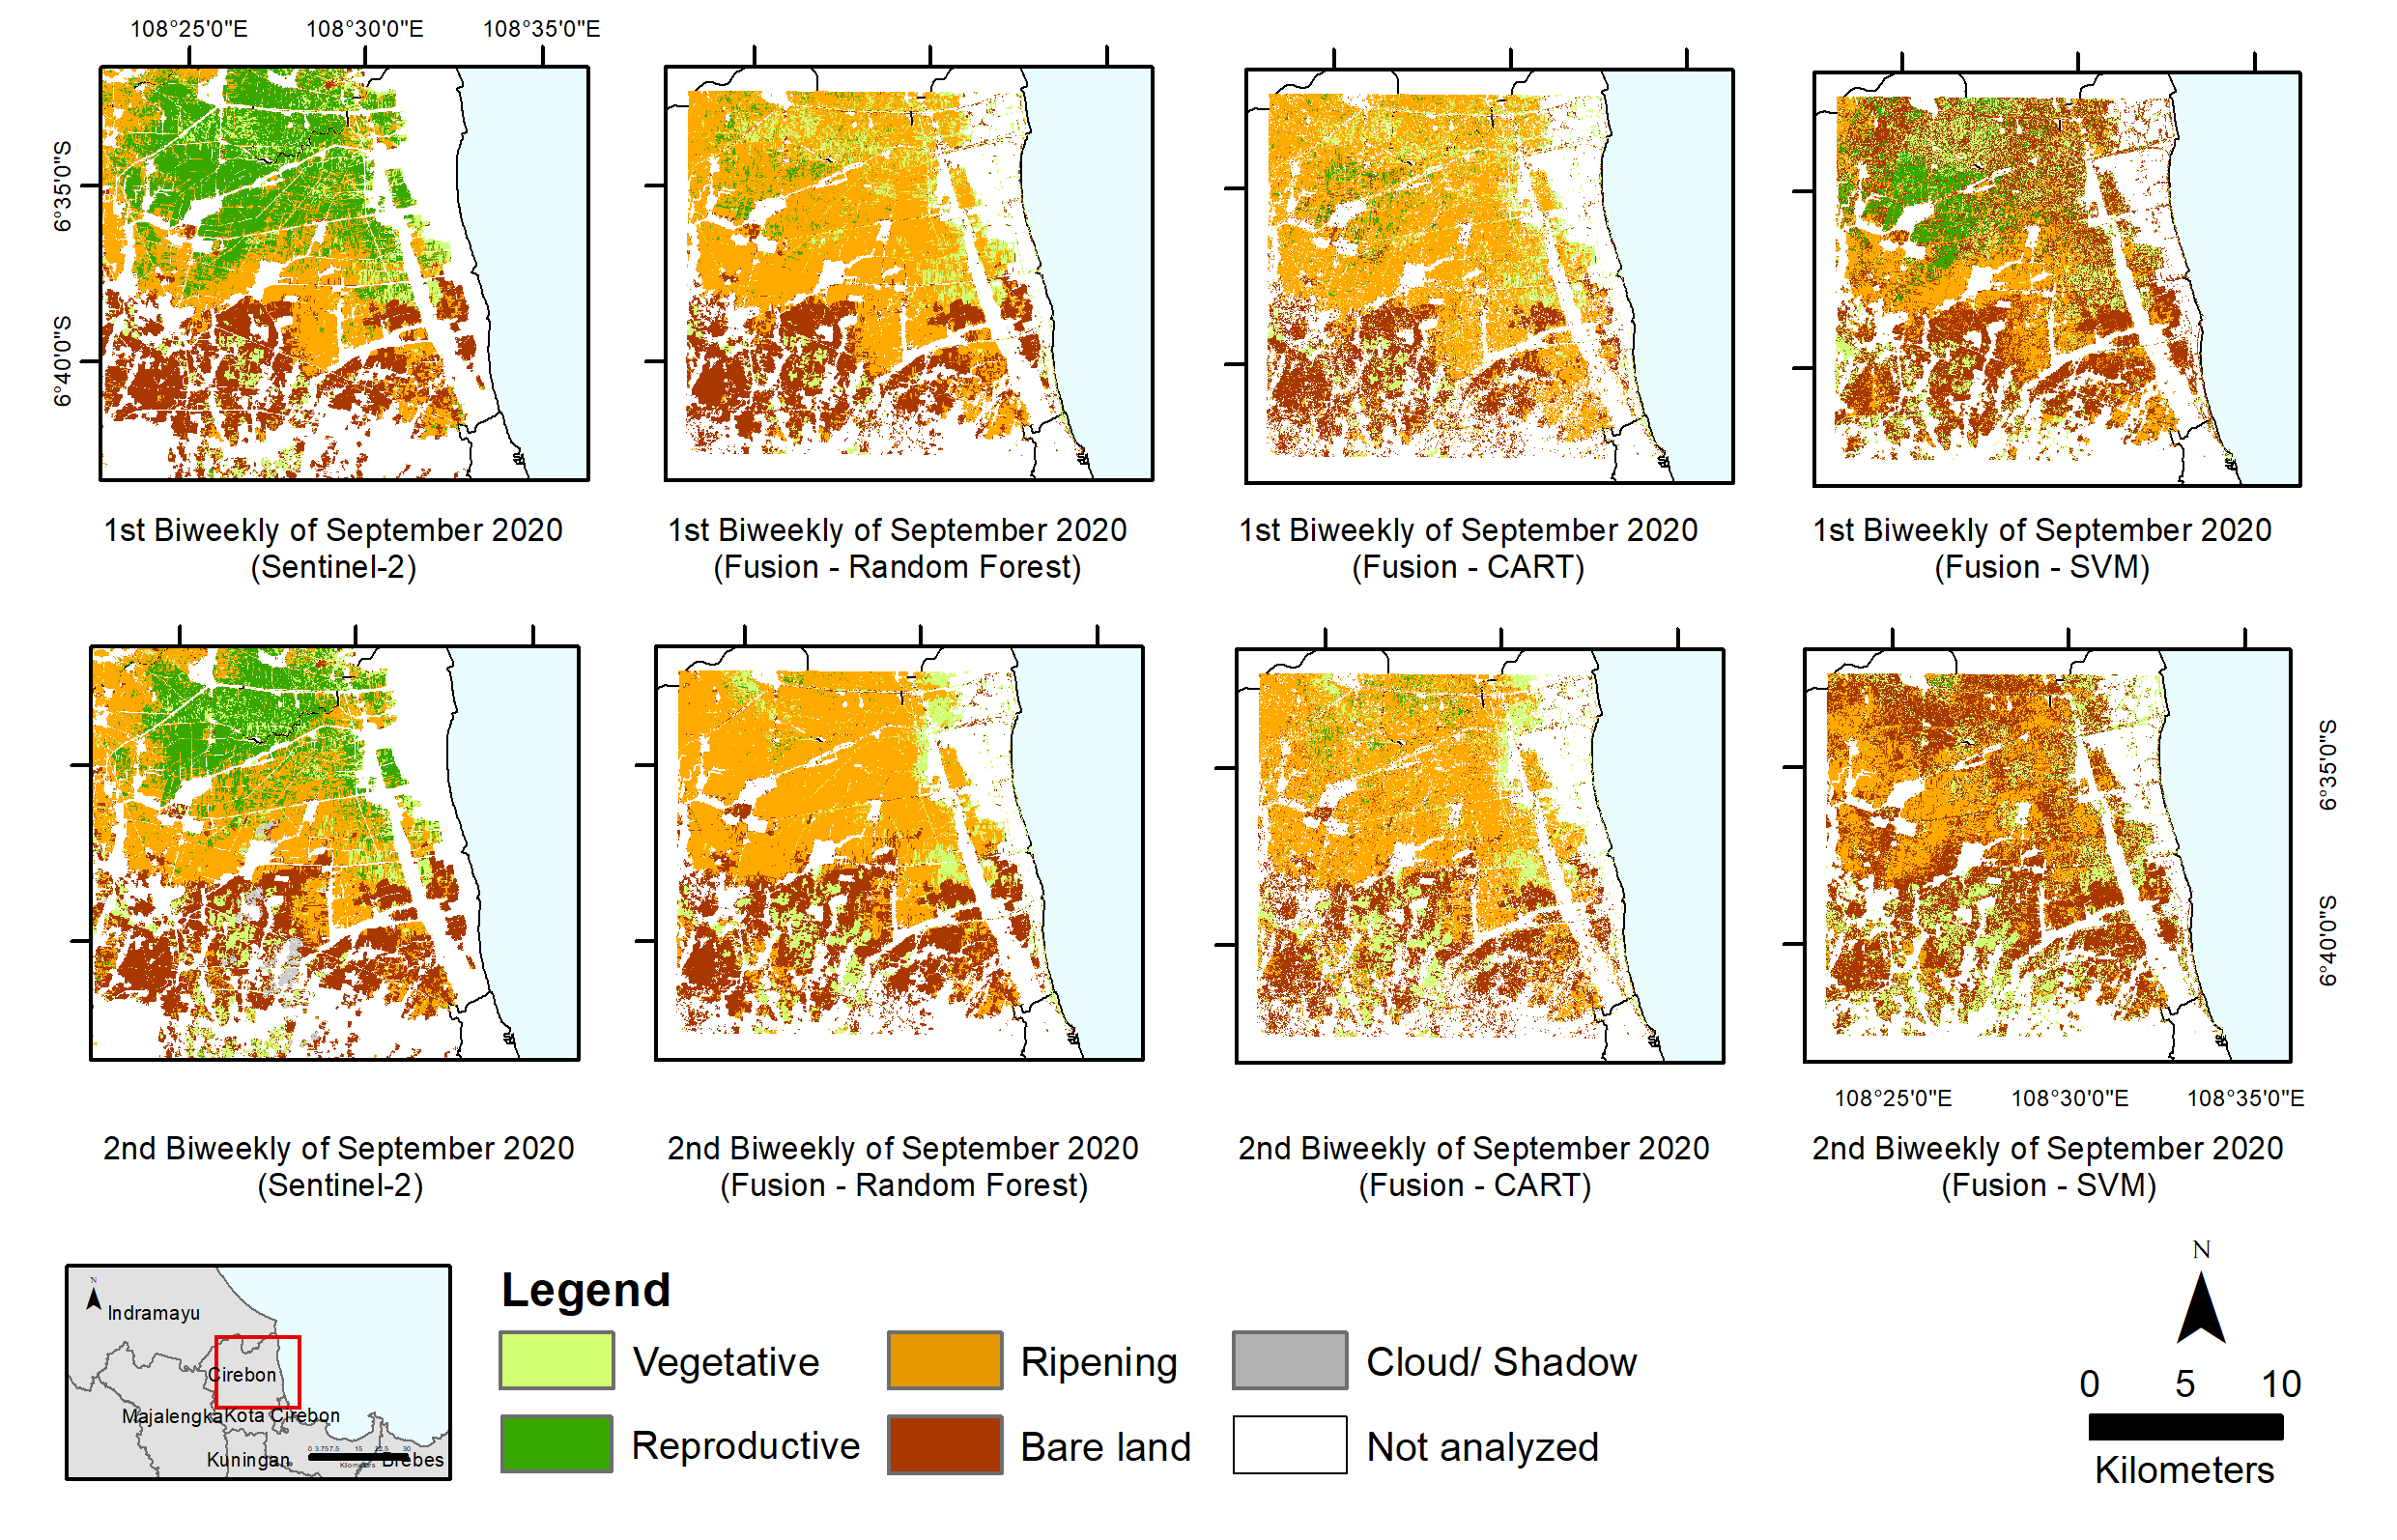 108°25'0"E 108°30'0"E 108°35'0"E
6°35'0"S
6°40'0"S
1st Biweekly of September 2020
(Sentinel-2)
1st Biweekly of September 2020
(Fusion - Random Forest)
1st Biweekly of September 2020
(Fusion - CART)
1st Biweekly of September 2020
(Fusion - SVM)
6°35'0"S
6°40'0"S
108°25'0"E 108°30'0"E 108°35'0"E
2nd Biweekly of September 2020
(Sentinel-2)
2nd Biweekly of September 2020
(Fusion - Random Forest)
2nd Biweekly of September 2020
(Fusion - CART)
2nd Biweekly of September 2020
(Fusion - SVM)
N
Indramayu
Cirebon
Majalengka
Kota Cirebon
Kuningan
Brebes
0 3.75 7.5 15 22.5 30
Kilometers
Legend
Vegetative
Ripening
Cloud/ Shadow
Reproductive
Bare land
Not analyzed
N
0 5 10
Kilometers